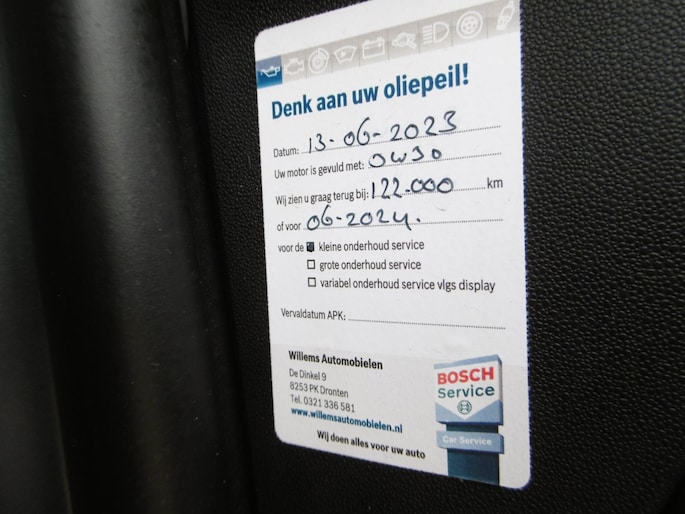 Denk aan uw oliepeil!
Datum: 13-06-2023
Uw motor is gevuld met: 0W30
Wij zien u graag terug bij: 122.000 km
of voor 06-2024.
voor de kleine onderhoud service
grote onderhoud service
variabel onderhoud service vlgs display
Vervaldatum APK:
Willems Automobielen
De Dinkel 9
8253 PK Dronten
Tel. 0321 336 581
www.willemsautomobielen.nl
Wij doen alles voor uw auto
BOSCH
Service
Car Service